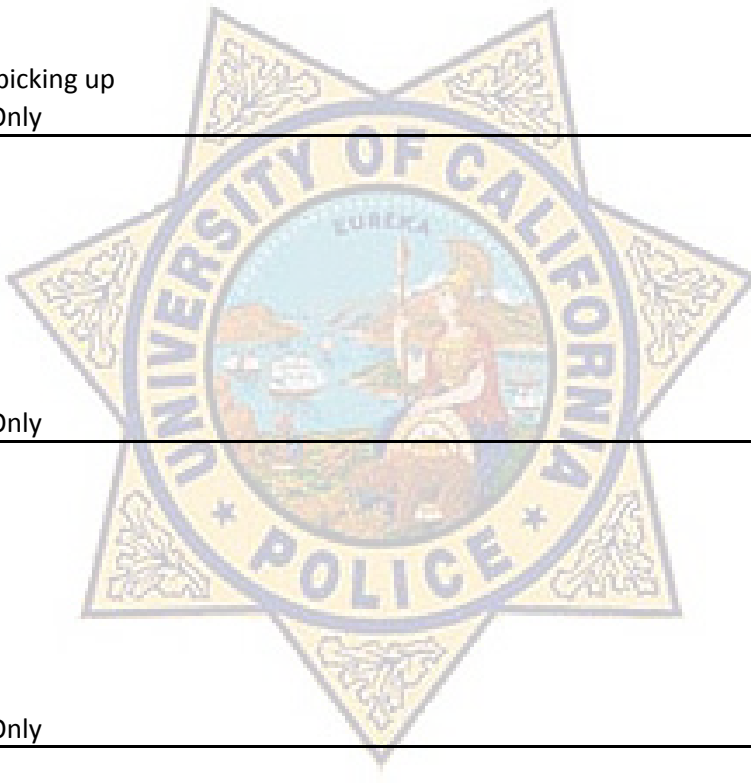 picking up
Only
UNIVERSITY OF CALIFORNIA
EUREKA
Only
POLICE
Only